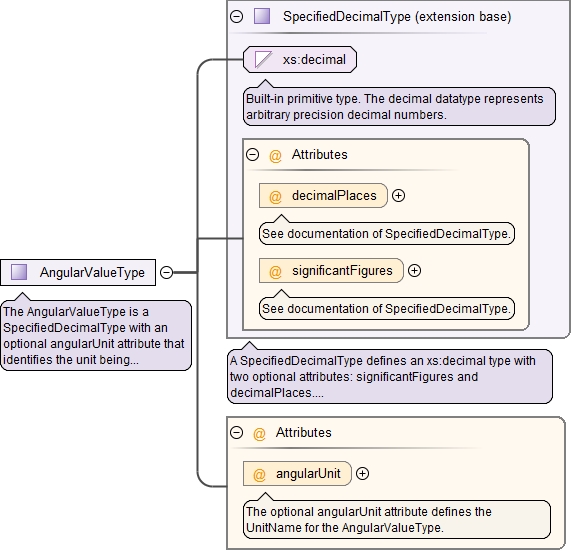 SpecifiedDecimalType (extension base)
xs:decimal
Built-in primitive type. The decimal datatype represents
arbitrary precision decimal numbers.
@ Attributes
@ decimalPlaces
See documentation of SpecifiedDecimalType.
@ significantFigures
See documentation of SpecifiedDecimalType.
AngularValueType
The AngularValueType is a
SpecifiedDecimalType with an
optional angularUnit attribute that
identifies the unit being...
A SpecifiedDecimalType defines an xs:decimal type with
two optional attributes: significantFigures and
decimalPlaces....
@ Attributes
@ angularUnit
The optional angularUnit attribute defines the
UnitName for the AngularValueType.